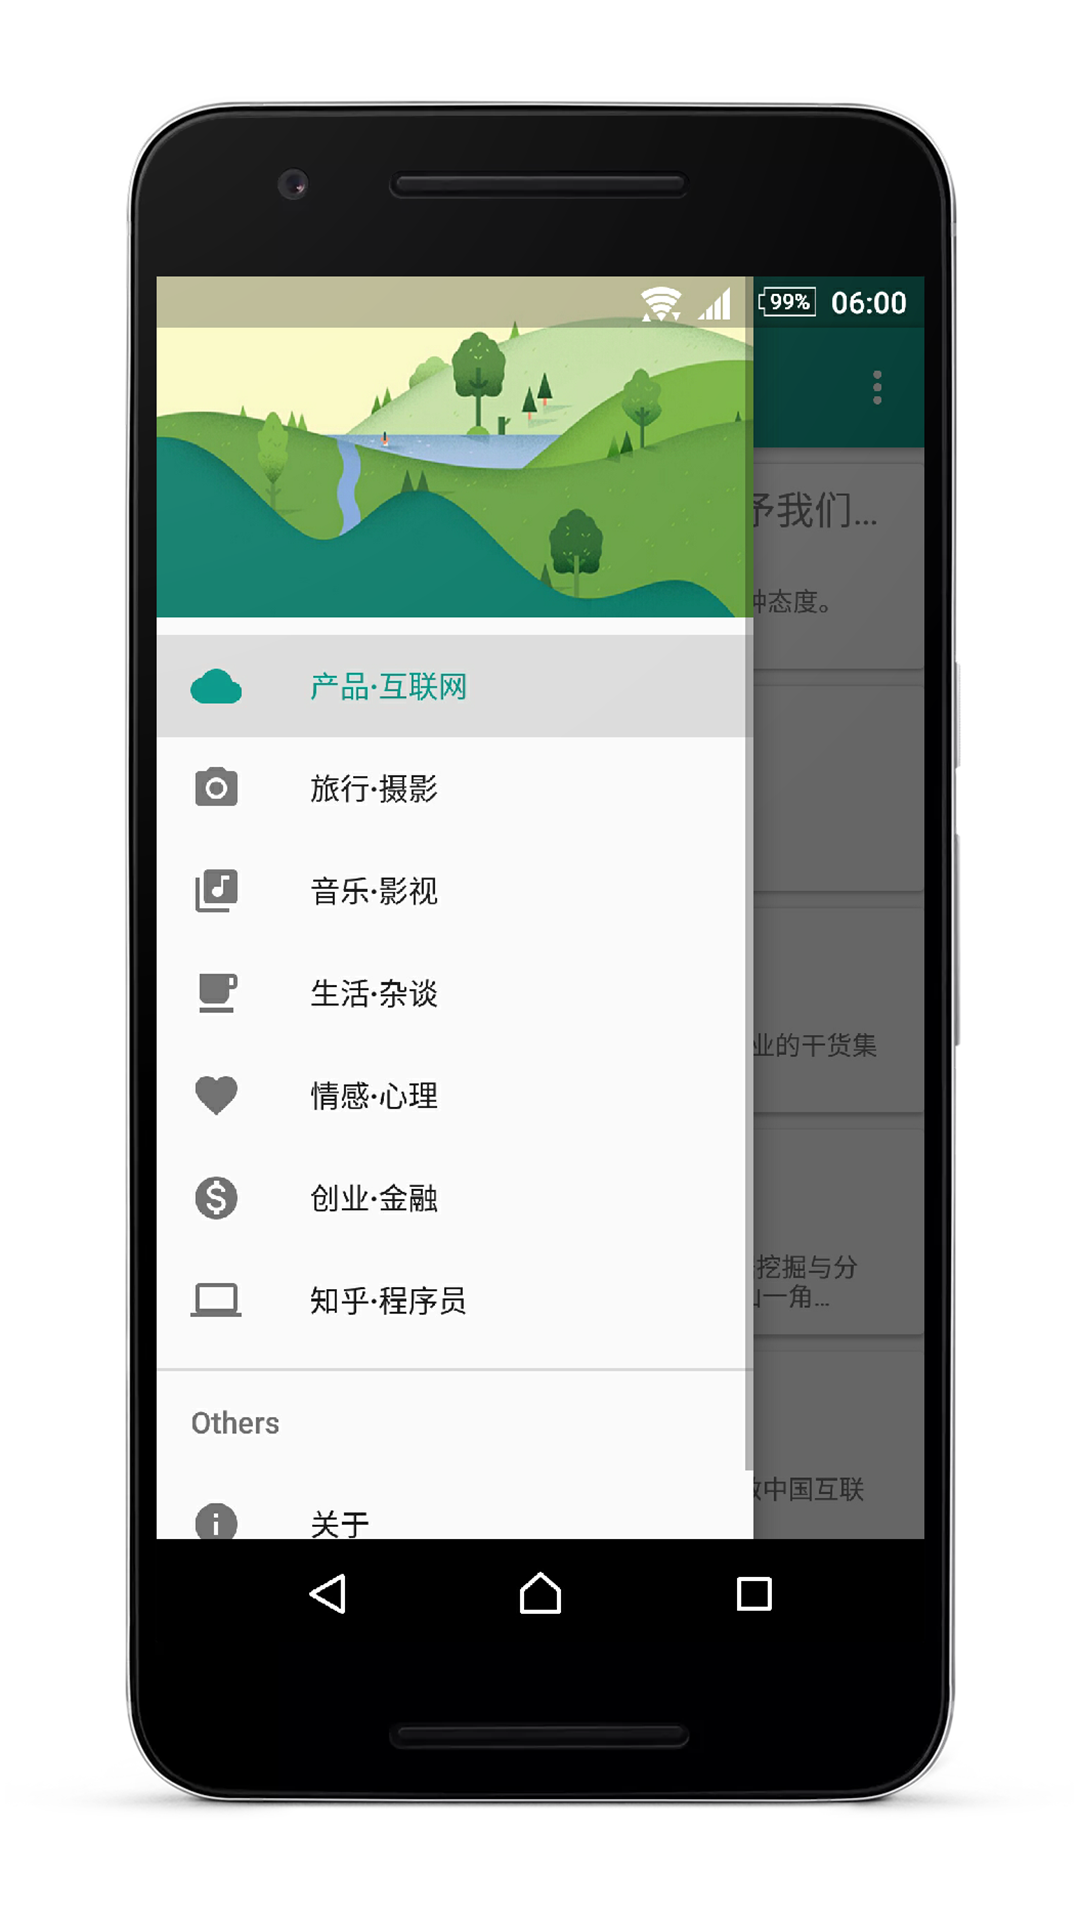 99% 06:00
予我们...
种态度。
产品·互联网
旅行·摄影
音乐·影视
生活·杂谈
业的干货集
情感·心理
创业·金融
挖掘与分
一角...
知乎·程序员
Others
中国互联
关于